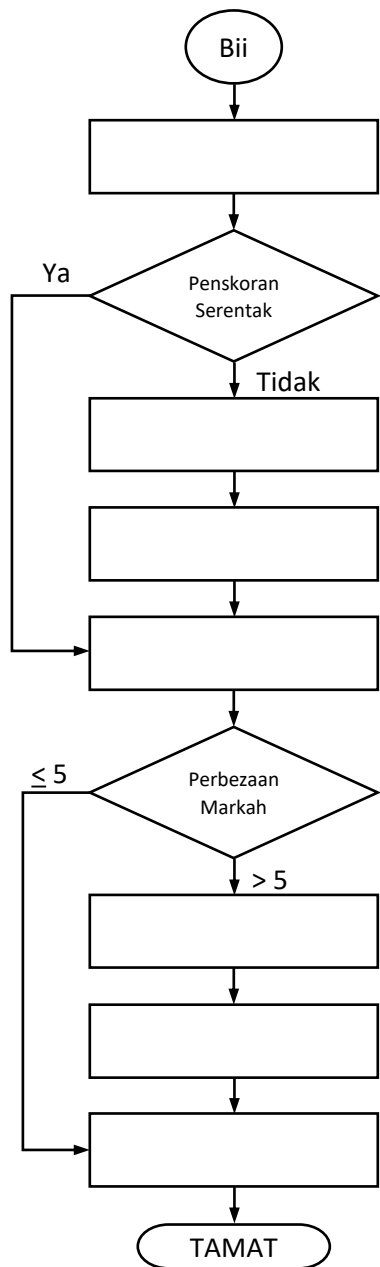 Bii
Ya
Penskoran
Serentak
Tidak
≤ 5
Perbezaan
Markah
> 5
TAMAT